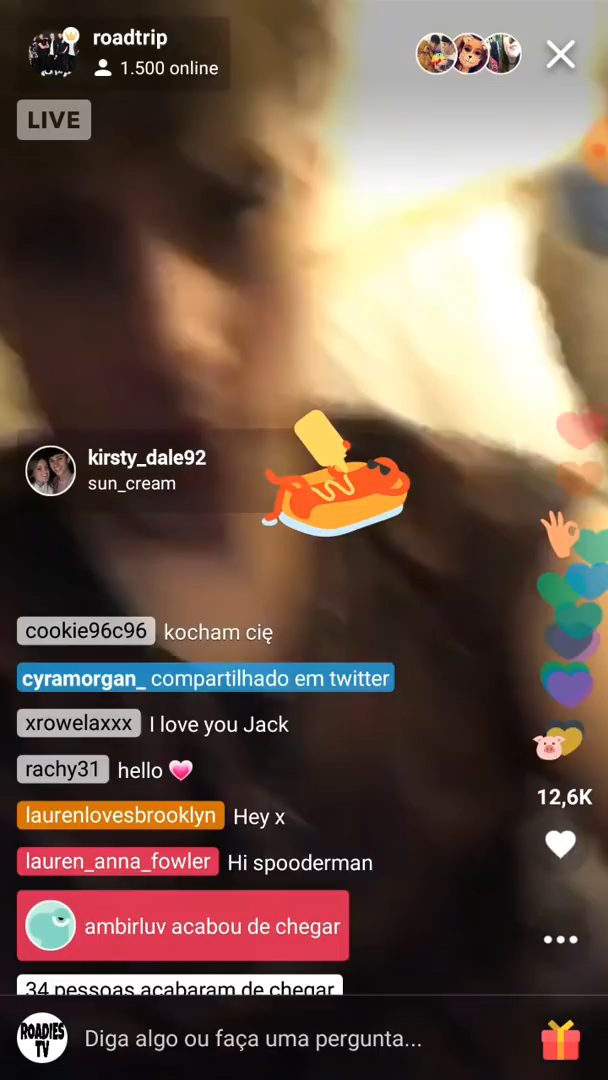 roadtrip
1.500 online
LIVE
kirsty_dale92
sun_cream
cookie96c96 kocham cię
cyramorgan_ compartilhado em twitter
xrowelaxxx I love you Jack
rachy31 hello
laurenlovesbrooklyn Hey x
lauren_anna_fowler Hi spooderman
ambirluv acabou de chegar
34 pessoas acabaram de chegar
12,6K
ROADIES
TV
Diga algo ou faça uma pergunta...